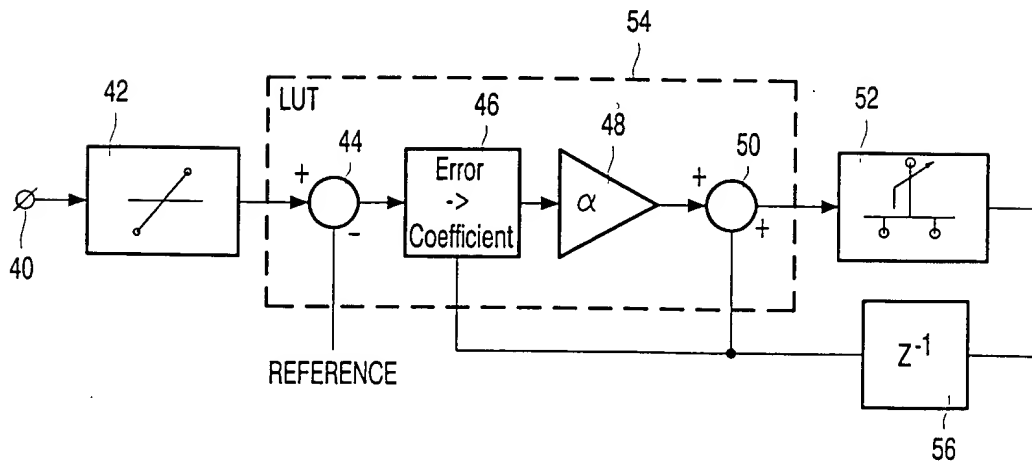 54
42
LUT
46
48
52
44
50
+
Error
->
Coefficient
α
+
-
+
40
REFERENCE
Z⁻¹
56